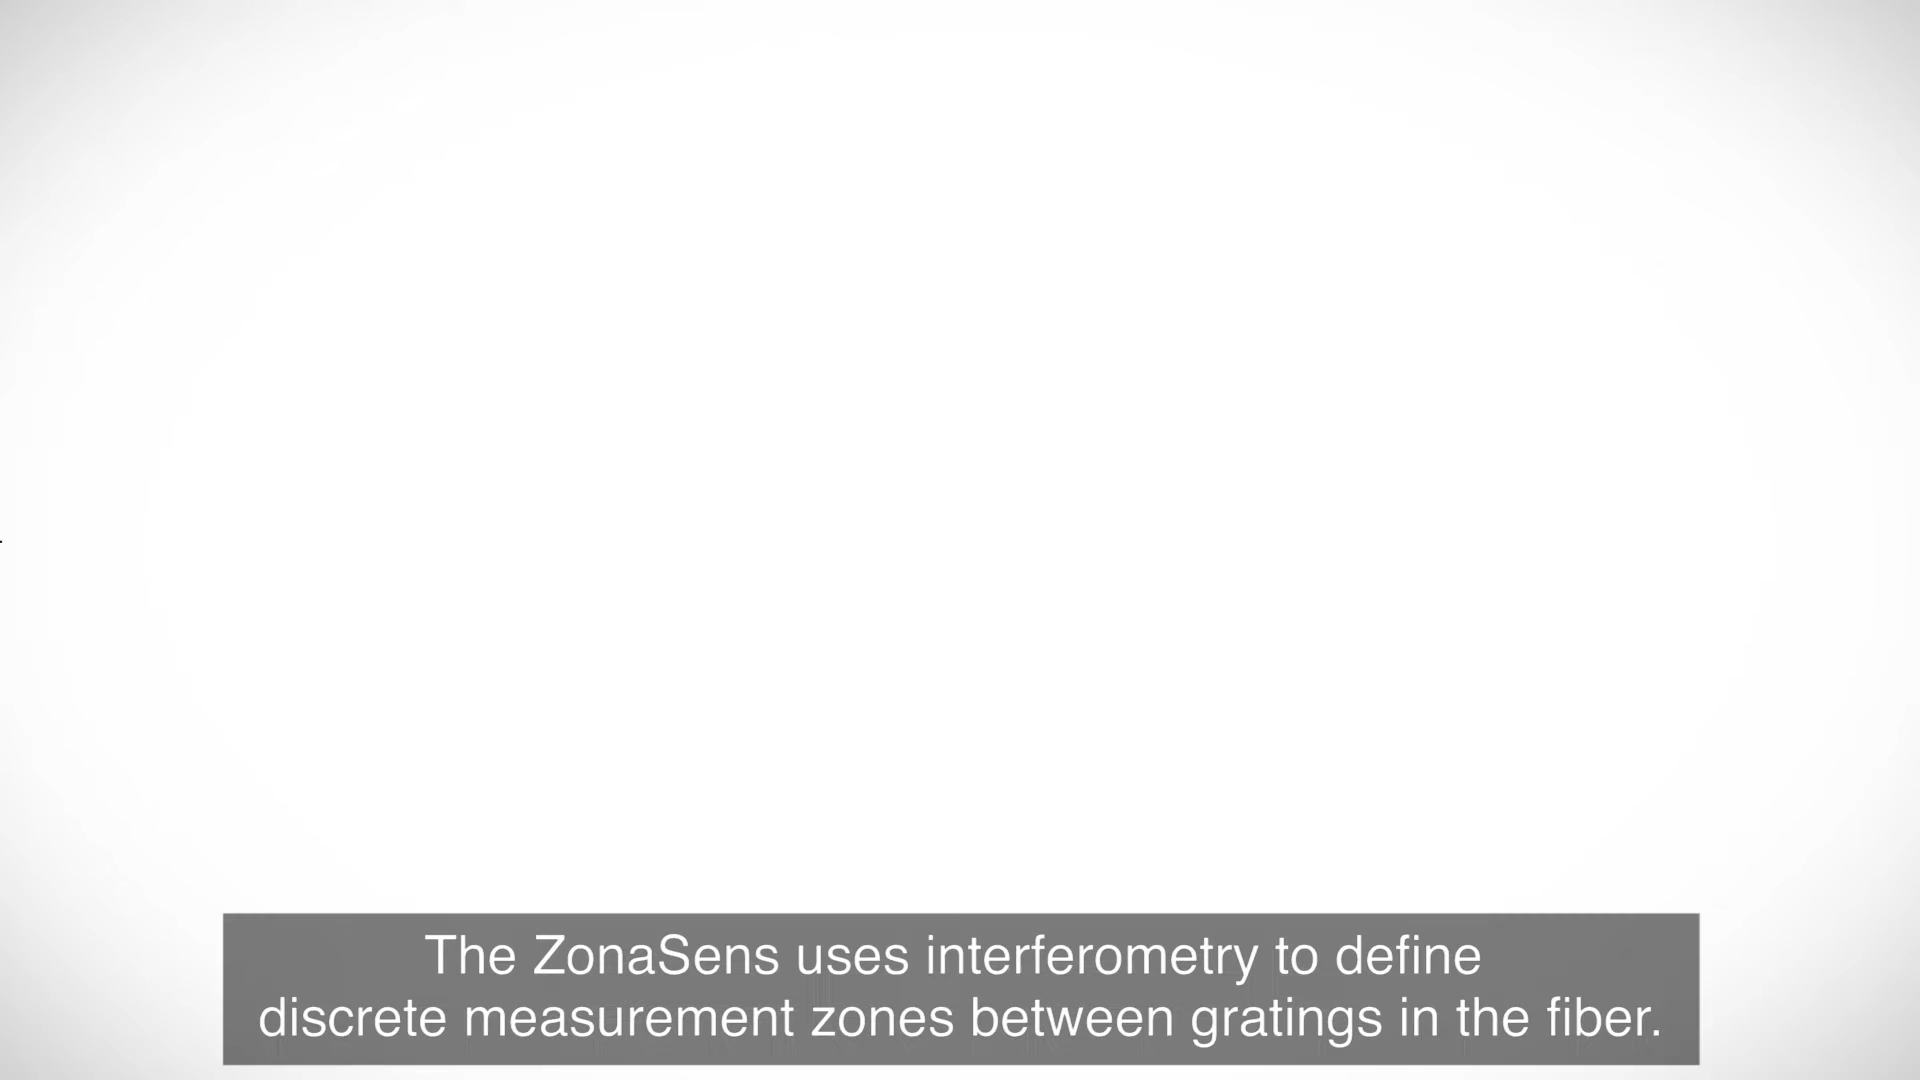 The ZonaSens uses interferometry to define
discrete measurement zones between gratings in the fiber.